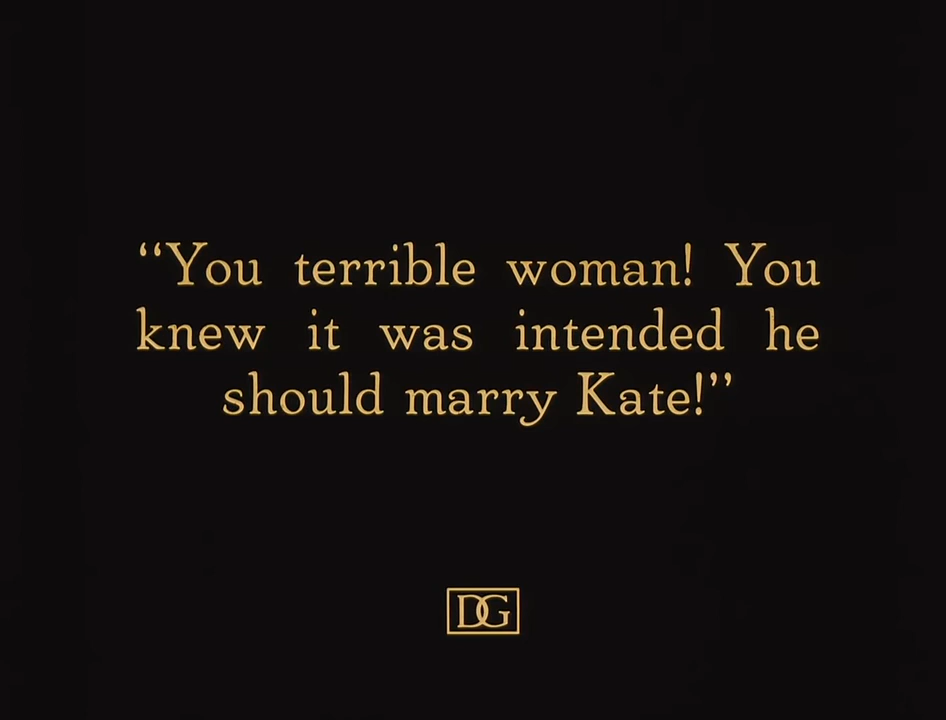 “You terrible woman! You
knew it was intended he
should marry Kate!”
DG